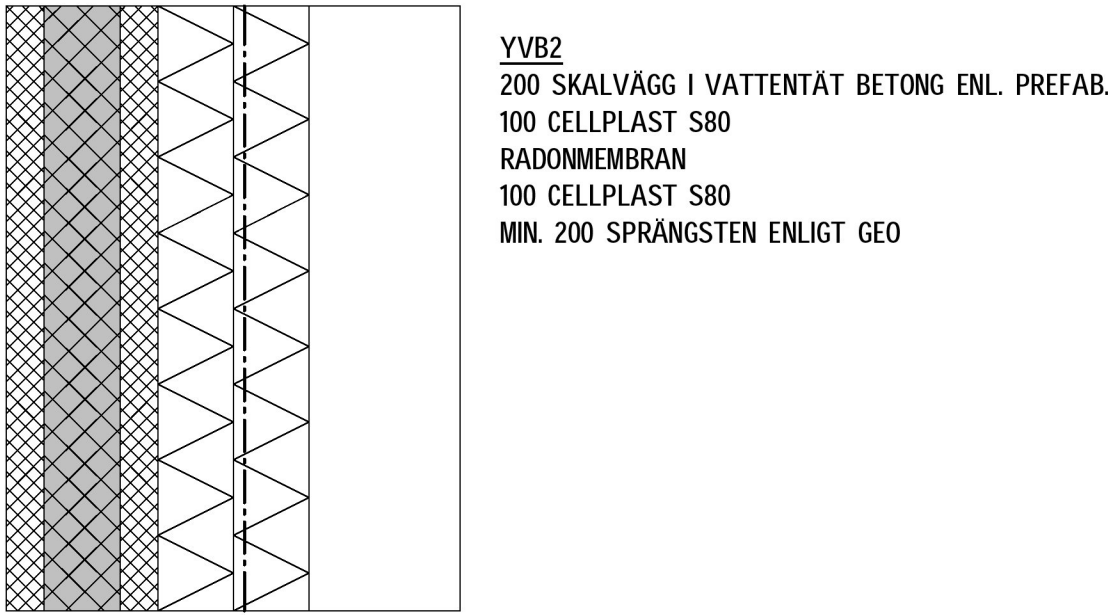 YVB2
200 SKALVÄGG I VATTENTÄT BETONG ENL. PREFAB.
100 CELLPLAST S80
RADONMEMBRAN
100 CELLPLAST S80
MIN. 200 SPRÄNGSTEN ENLIGT GEO